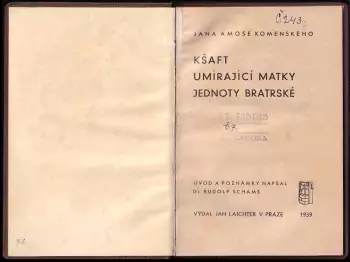 Č243.
JANA AMOSE KOMENSKÉHO
KŠAFT
UMÍRAJÍCÍ MATKY
JEDNOTY BRATRSKÉ
ÚVOD A POZNÁMKY NAPSAL
Dr RUDOLF SCHAMS
VYDAL JAN LAICHTER V PRAZE 1939